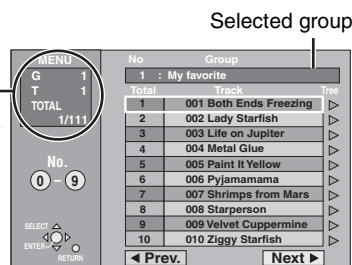 Selected group
MENU
G 1
T 1
TOTAL
1/111
No.
0 - 9
SELECT
ENTER
RETURN
No Group
1 : My favorite
Total Track Tree
1 001 Both Ends Freezing
2 002 Lady Starfish
3 003 Life on Jupiter
4 004 Metal Glue
5 005 Paint It Yellow
6 006 Pyjamamama
7 007 Shrimps from Mars
8 008 Starperson
9 009 Velvet Cuppermine
10 010 Ziggy Starfish
◀ Prev. Next ▶